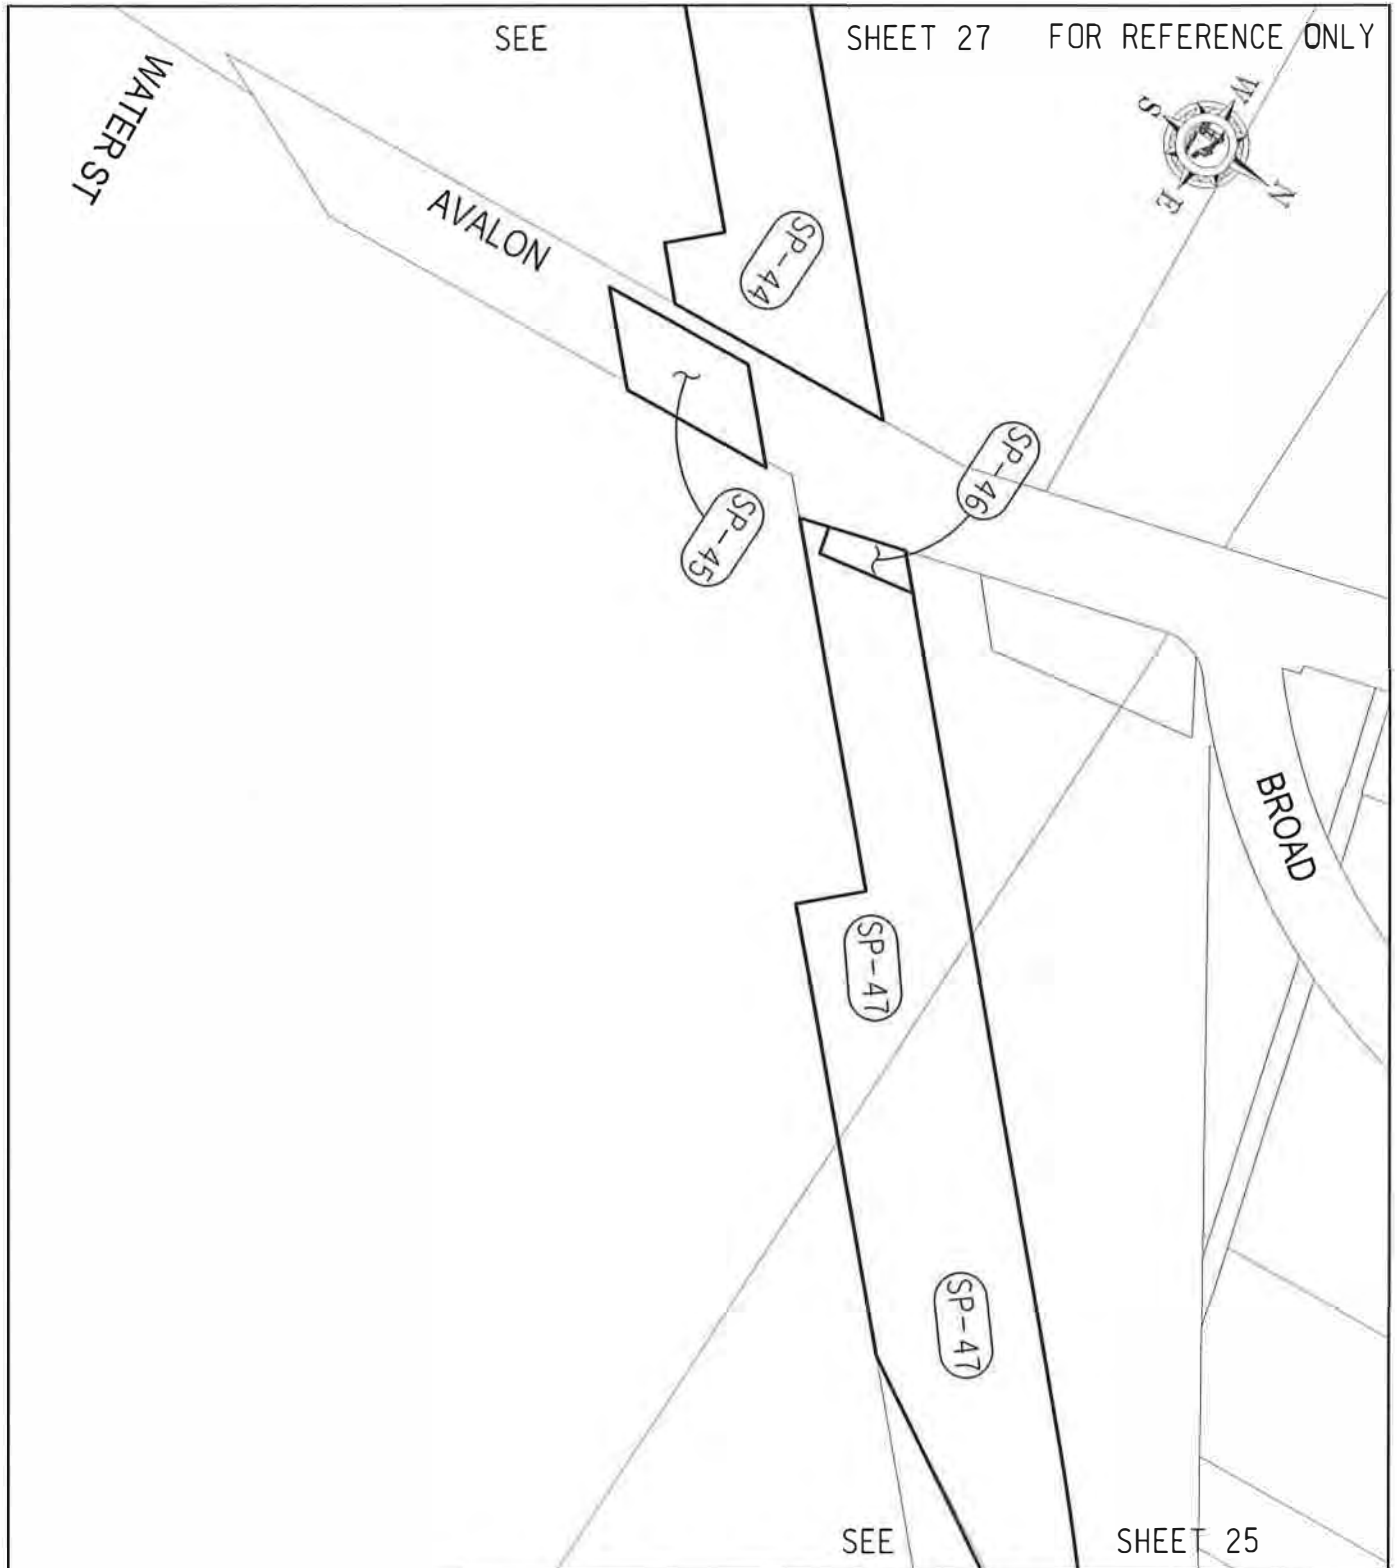 SEE SHEET 27 FOR REFERENCE ONLY
WATER ST
AVALON
S W E N
SP-44
SP-46
SP-45
BROAD
SP-47
SP-47
SEE SHEET 25